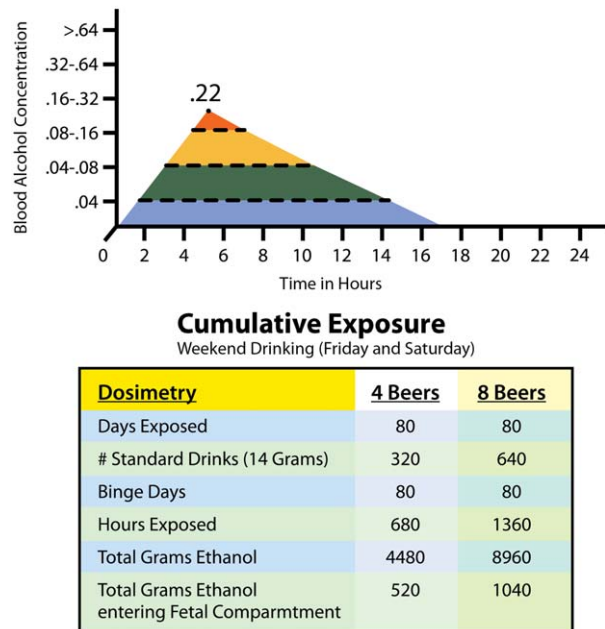 Blood Alcohol Concentration
>.64
.32-.64
.16-.32
.08-.16
.04-.08
.04
.22
0 2 4 6 8 10 12 14 16 18 20 22 24
Time in Hours
Cumulative Exposure
Weekend Drinking (Friday and Saturday)
Dosimetry 4 Beers 8 Beers
Days Exposed 80 80
# Standard Drinks (14 Grams) 320 640
Binge Days 80 80
Hours Exposed 680 1360
Total Grams Ethanol 4480 8960
Total Grams Ethanol 520 1040
entering Fetal Comparmtment